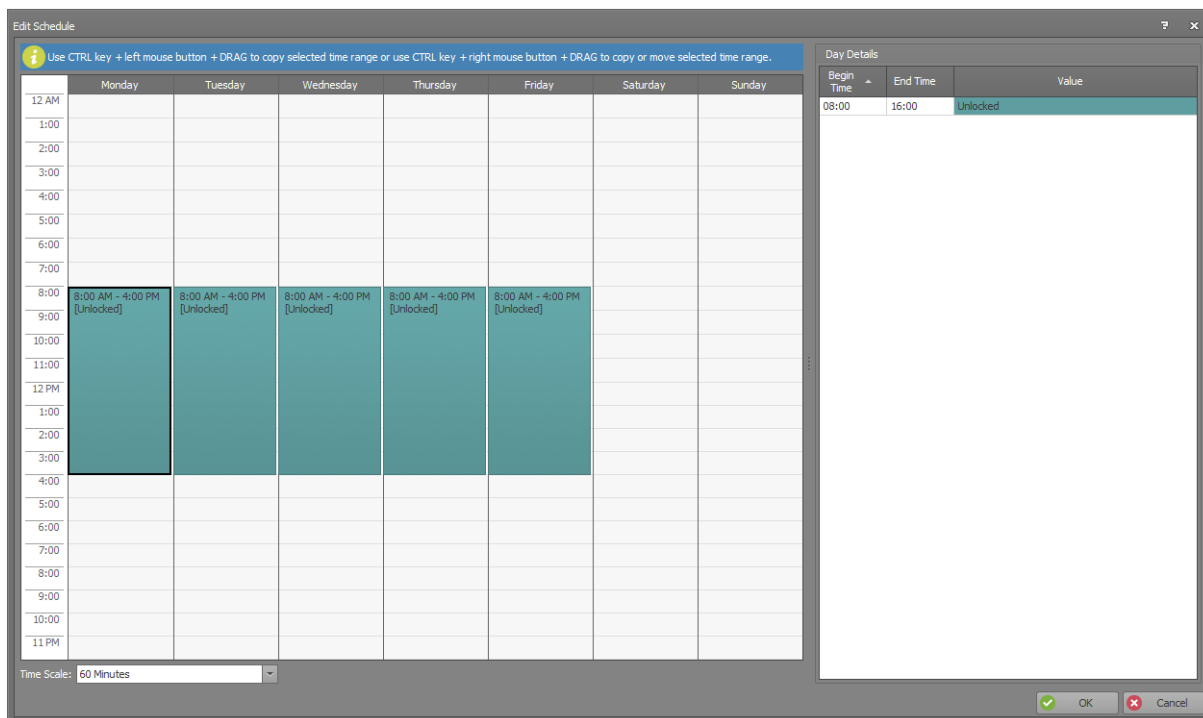 Edit Schedule
? x
i Use CTRL key + left mouse button + DRAG to copy selected time range or use CTRL key + right mouse button + DRAG to copy or move selected time range.
Monday Tuesday Wednesday Thursday Friday Saturday Sunday
12 AM
1:00
2:00
3:00
4:00
5:00
6:00
7:00
8:00
9:00
10:00
11:00
12 PM
1:00
2:00
3:00
4:00
5:00
6:00
7:00
8:00
9:00
10:00
11 PM
8:00 AM - 4:00 PM
[Unlocked]
8:00 AM - 4:00 PM
[Unlocked]
8:00 AM - 4:00 PM
[Unlocked]
8:00 AM - 4:00 PM
[Unlocked]
8:00 AM - 4:00 PM
[Unlocked]
Time Scale: 60 Minutes
Day Details
Begin Time End Time Value
08:00 16:00 Unlocked
OK Cancel